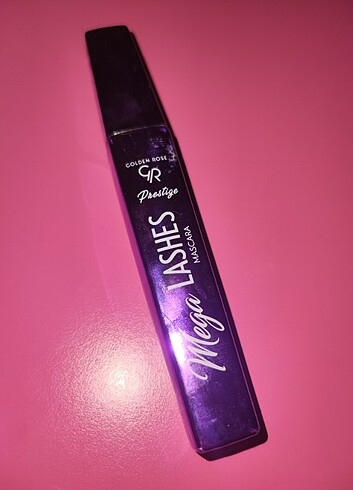 GOLDEN ROSE
GR
Prestige
Mega LASHES
MASCARA